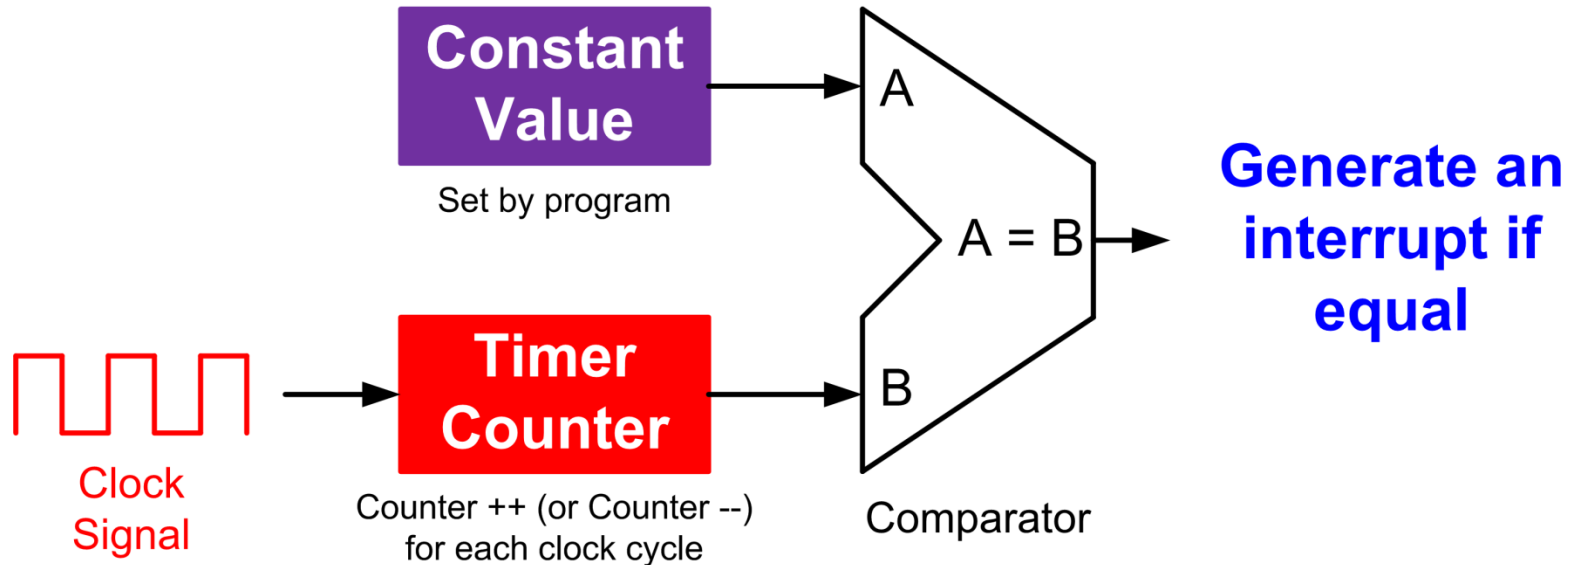 Constant
Value
Set by program
A
A = B
B
Generate an
interrupt if
equal
Timer
Counter
Clock
Signal
Counter ++ (or Counter --)
for each clock cycle
Comparator